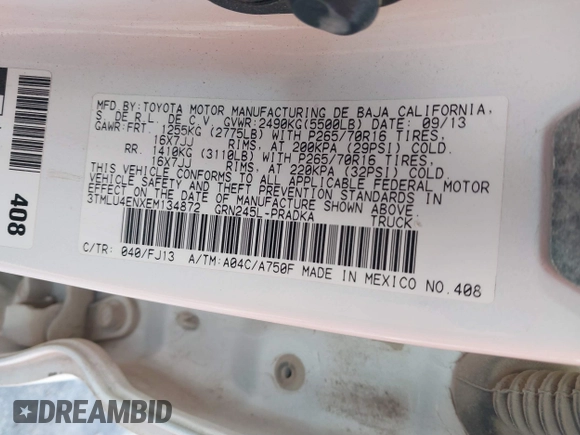 MFD.BY:TOYOTA MOTOR MANUFACTURING DE BAJA CALIFORNIA,
S. DE R.L. DE C.V. GVWR:2490KG(5500LB) DATE: 09/13
GAWR:FRT. 1255KG (2775LB) WITH P265/70R16 TIRES,
16X7JJ RIMS, AT 200KPA (29PSI) COLD.
RR. 1410KG (3110LB) WITH P265/70R16 TIRES,
16X7JJ RIMS, AT 220KPA (32PSI) COLD.
THIS VEHICLE CONFORMS TO ALL APPLICABLE FEDERAL MOTOR
VEHICLE SAFETY AND THEFT PREVENTION STANDARDS IN
EFFECT ON THE DATE OF MANUFACTURE SHOWN ABOVE.
3TMLU4ENXEM134872 GRN245L-PRADKA TRUCK
C/TR: 040/FJ13 A/TM:A04C/A750F MADE IN MEXICO NO.408
408
DREAMBID